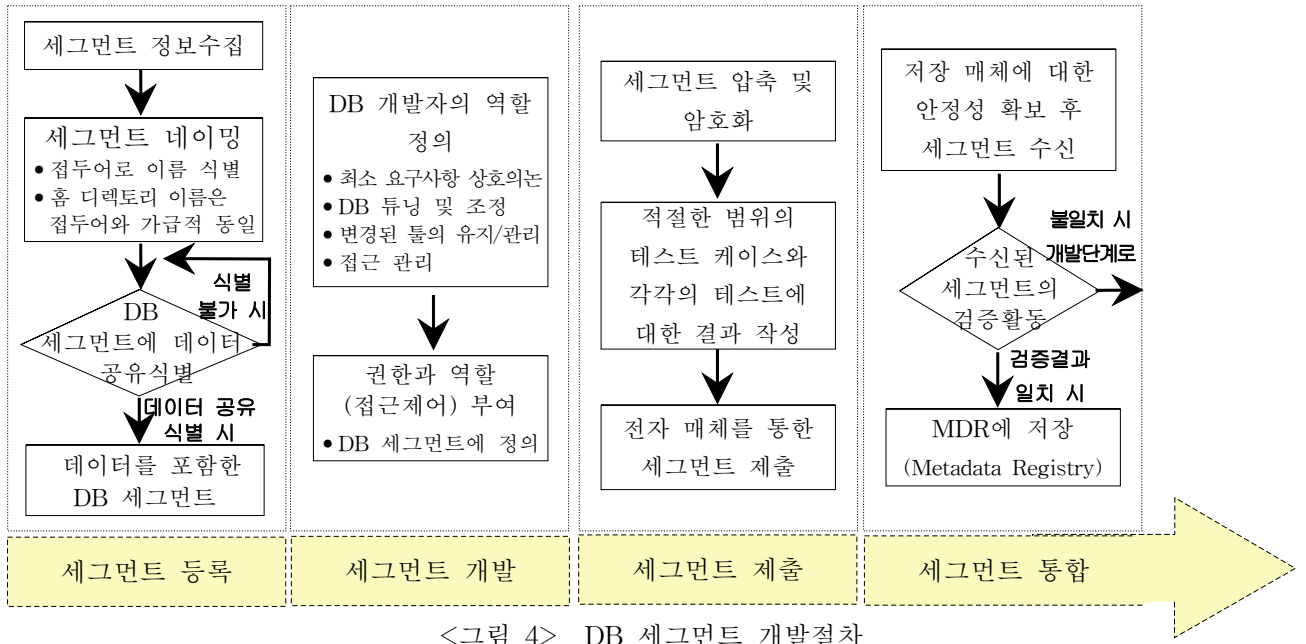 세그먼트 정보수집
세그먼트 네이밍
• 접두어로 이름 식별
• 홈 디렉토리 이름은
접두어와 가급적 동일
식별
불가 시
DB
세그먼트에 데이터
공유식별
데이터 공유
식별 시
데이터를 포함한
DB 세그먼트
세그먼트 등록
DB 개발자의 역할
정의
• 최소 요구사항 상호의논
• DB 튜닝 및 조정
• 변경된 툴의 유지/관리
• 접근 관리
권한과 역할
(접근제어) 부여
• DB 세그먼트에 정의
세그먼트 개발
세그먼트 압축 및
암호화
적절한 범위의
테스트 케이스와
각각의 테스트에
대한 결과 작성
전자 매체를 통한
세그먼트 제출
세그먼트 제출
저장 매체에 대한
안정성 확보 후
세그먼트 수신
불일치 시
개발단계로
수신된
세그먼트의
검증활동
검증결과
일치 시
MDR에 저장
(Metadata Registry)
세그먼트 통합
<그림 4> DB 세그먼트 개발절차